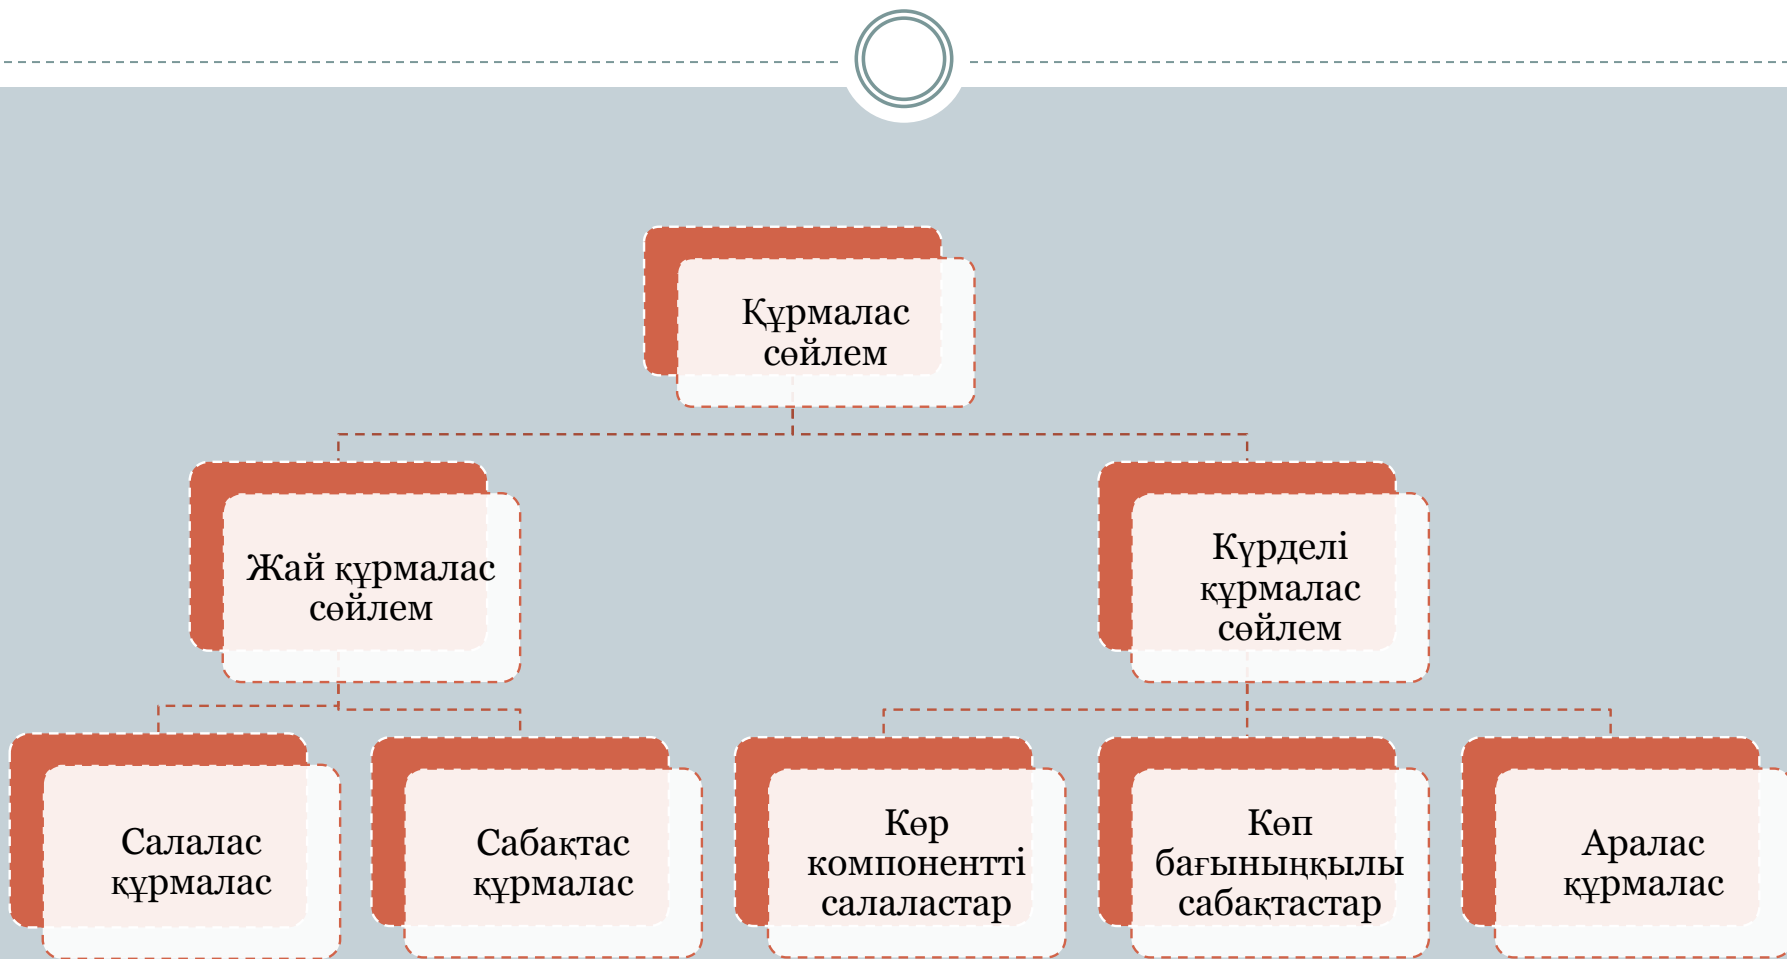 Құрмалас
сөйлем
Жай құрмалас
сөйлем
Күрделі
құрмалас
сөйлем
Салалас
құрмалас
Сабақтас
құрмалас
Көр
компонентті
салаластар
Көп
бағыныңқылы
сабақтастар
Аралас
құрмалас